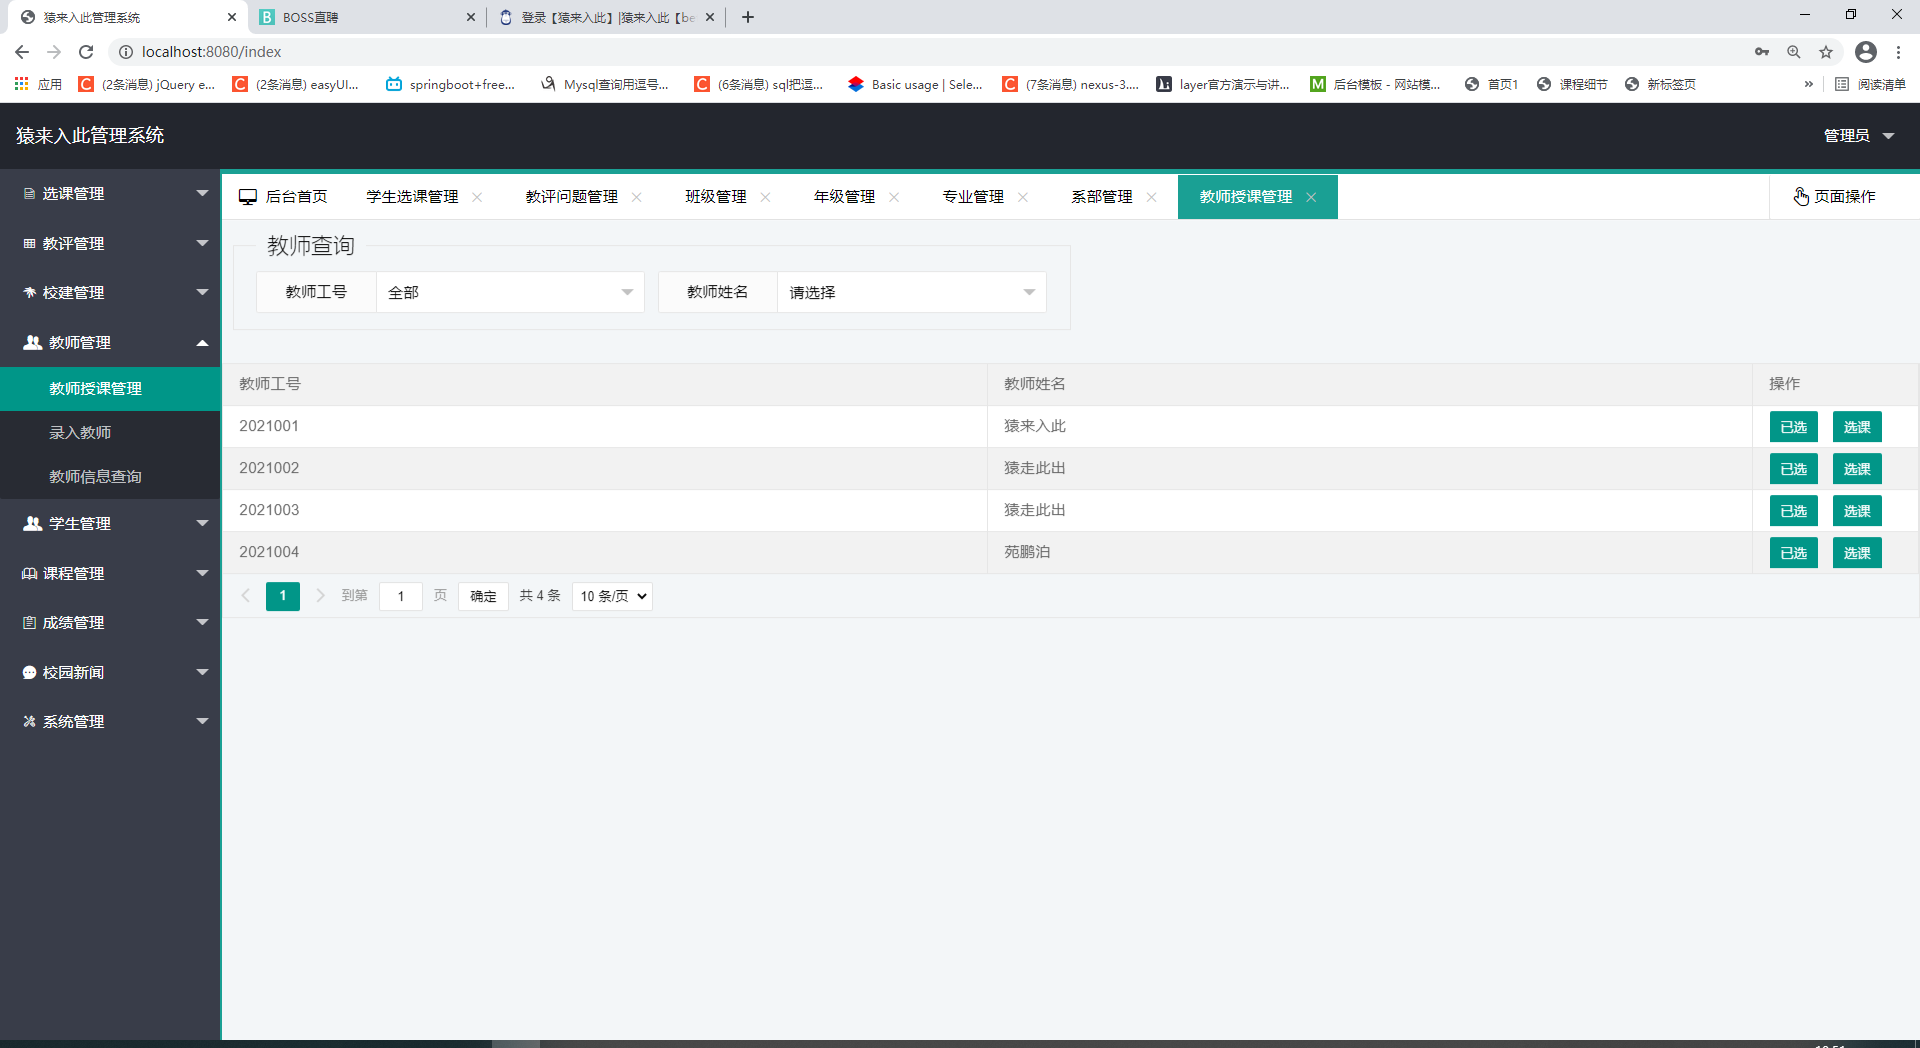 猿来入此管理系统
BOSS直聘
登录【猿来入此】|猿来入此【be
localhost:8080/index
应用
(2条消息) jQuery e...
(2条消息) easyUI...
springboot+free...
Mysql查询用逗号...
(6条消息) sql把逗...
Basic usage | Sele...
(7条消息) nexus-3....
layer官方演示与讲...
后台模板 - 网站模...
首页1
课程细节
新标签页
»
阅读清单
猿来入此管理系统
管理员
选课管理
教评管理
校建管理
教师管理
教师授课管理
录入教师
教师信息查询
学生管理
课程管理
成绩管理
校园新闻
系统管理
后台首页
学生选课管理
教评问题管理
班级管理
年级管理
专业管理
系部管理
教师授课管理
页面操作
教师查询
教师工号 全部
教师姓名 请选择
教师工号 教师姓名 操作
2021001 猿来入此 已选 选课
2021002 猿走此出 已选 选课
2021003 猿走此出 已选 选课
2021004 苑鹏泊 已选 选课
1 到第 1 页 确定 共 4 条 10 条/页